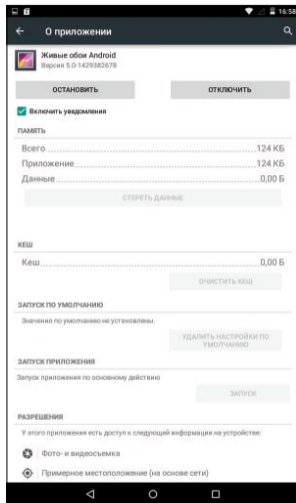 16:58
О приложении
Живые обои Android
Версия 5.0-1429382678
ОСТАНОВИТЬ
ОТКЛЮЧИТЬ
Включить уведомления
ПАМЯТЬ
Всего 124 КБ
Приложение 124 КБ
Данные 0,00 Б
СТЕРЕТЬ ДАННЫЕ
КЕШ
Кеш 0,00 Б
ОЧИСТИТЬ КЕШ
ЗАПУСК ПО УМОЛЧАНИЮ
Значения по умолчанию не установлены.
УДАЛИТЬ НАСТРОЙКИ ПО
УМОЛЧАНИЮ
ЗАПУСК ПРИЛОЖЕНИЯ
Запуск приложения по основному действию
ЗАПУСК
РАЗРЕШЕНИЯ
У этого приложения есть доступ к следующей информации на устройстве:
Фото- и видеосъемка
Примерное местоположение (на основе сети)